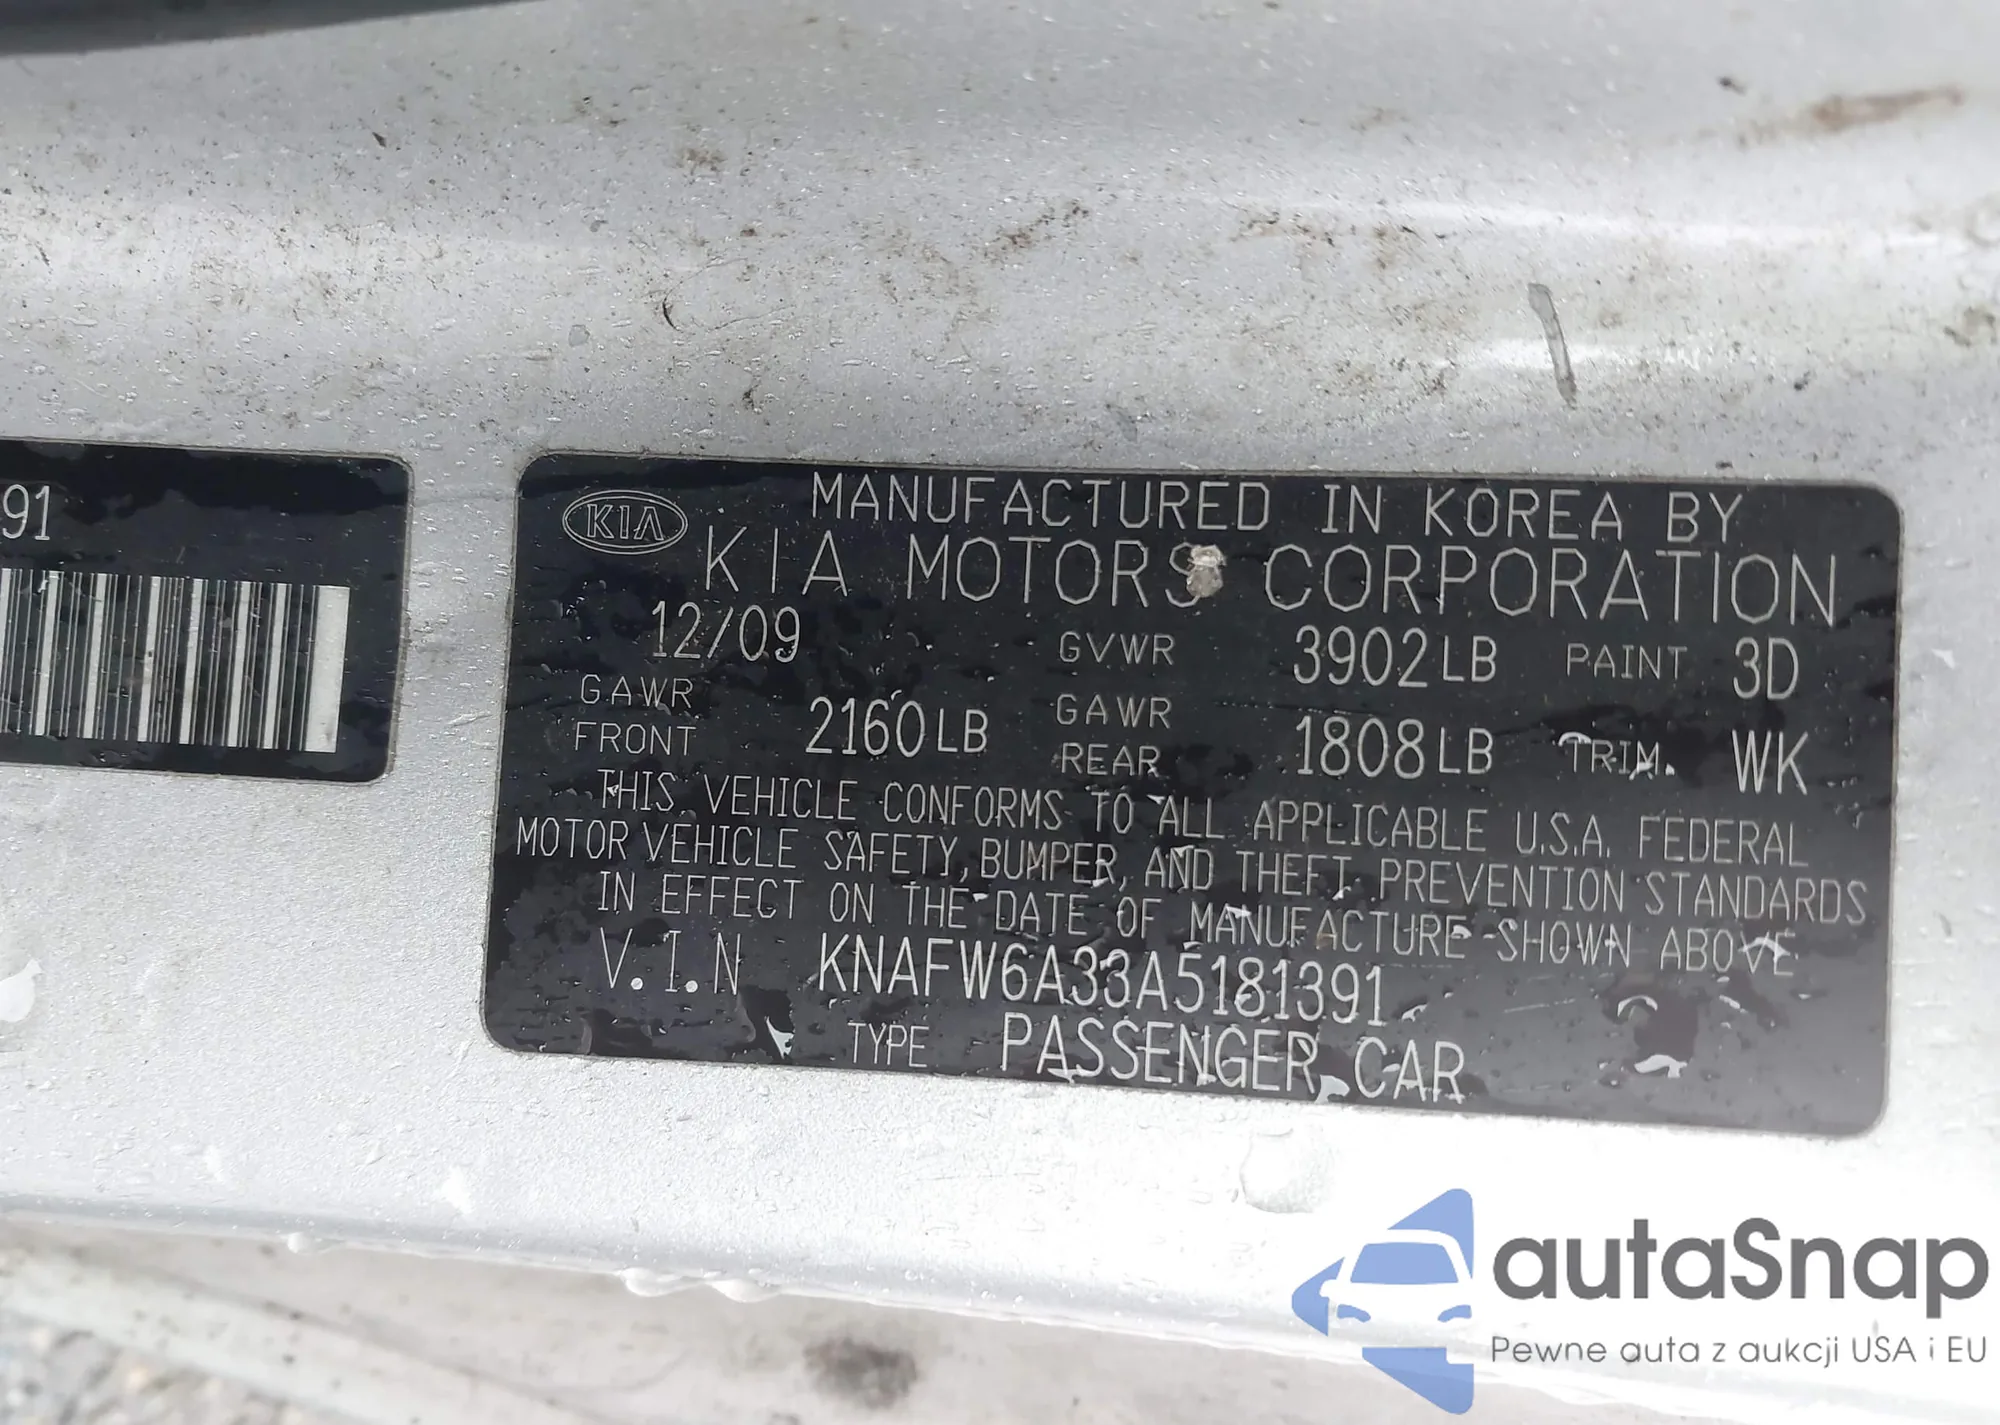 91
KIA
MANUFACTURED IN KOREA BY
KIA MOTORS CORPORATION
12/09 GVWR 3902LB PAINT 3D
GAWR FRONT 2160LB GAWR REAR 1808LB TRIM WK
THIS VEHICLE CONFORMS TO ALL APPLICABLE U.S.A. FEDERAL
MOTOR VEHICLE SAFETY, BUMPER, AND THEFT PREVENTION STANDARDS
IN EFFECT ON THE DATE OF MANUFACTURE SHOWN ABOVE
V.I.N KNAFW6A33A5181391
TYPE PASSENGER CAR
autaSnap
Pewne auta z aukcji USA i EU